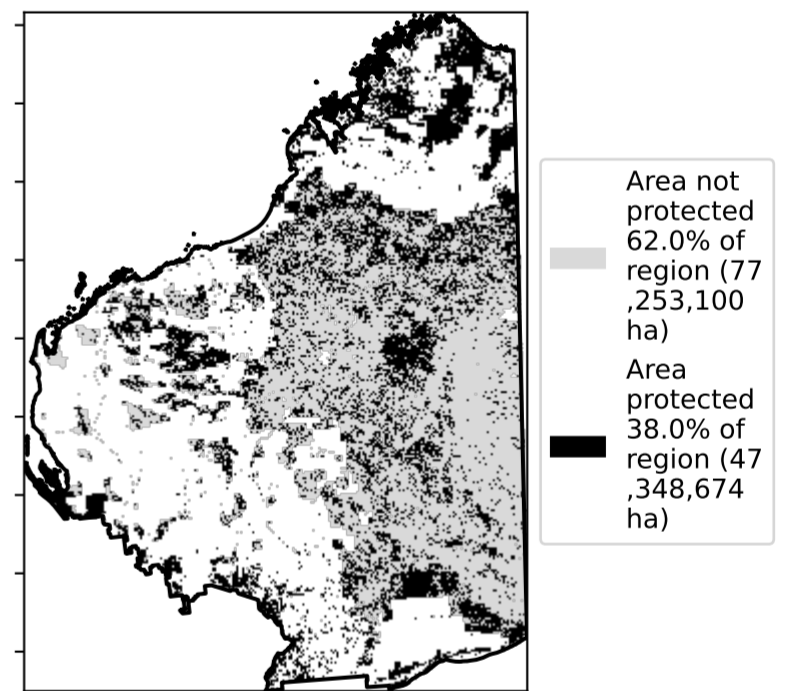 Area not
protected
62.0% of
region (77
,253,100
ha)
Area
protected
38.0% of
region (47
,348,674
ha)